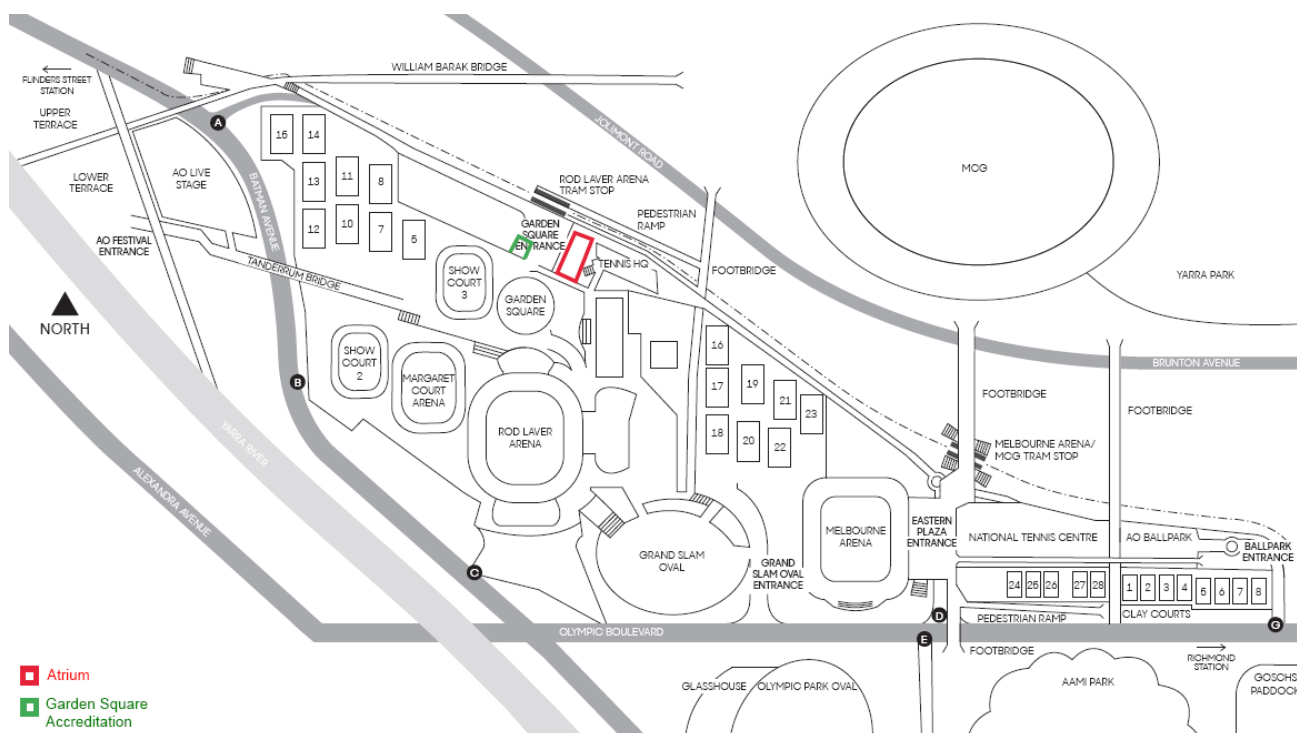 FLINDERS STREET
STATION
UPPER
TERRACE
LOWER
TERRACE
A
AO LIVE
STAGE
WILLIAM BARAK BRIDGE
JOLIMONT ROAD
MCG
YARRA PARK
BRUNTON AVENUE
BATMAN AVENUE
15
14
13
11
8
12
10
7
6
ROD LAVER ARENA
TRAM STOP
PEDESTRIAN
RAMP
GARDEN
SQUARE
ENTRANCE
TENNIS HQ
FOOTBRIDGE
AO FESTIVAL
ENTRANCE
TANDERRUM BRIDGE
NORTH
SHOW
COURT
3
GARDEN
SQUARE
SHOW
COURT
2
MARGARET
COURT
ARENA
ROD LAVER
ARENA
B
YARRA RIVER
ALEXANDRA AVENUE
16
17
19
21
23
18
20
22
FOOTBRIDGE
FOOTBRIDGE
MELBOURNE ARENA/
MCG TRAM STOP
MELBOURNE
ARENA
EASTERN
PLAZA
ENTRANCE
NATIONAL TENNIS CENTRE
AO BALLPARK
BALLPARK
ENTRANCE
GRAND SLAM
OVAL
GRAND
SLAM OVAL
ENTRANCE
C
24
25
26
27
28
1
2
3
4
5
6
7
8
D
PEDESTRIAN RAMP
CLAY COURTS
G
OLYMPIC BOULEVARD
E
FOOTBRIDGE
RICHMOND
STATION
GLASSHOUSE
OLYMPIC PARK OVAL
AAMI PARK
GOSCHS
PADDOCK
Atrium
Garden Square
Accreditation